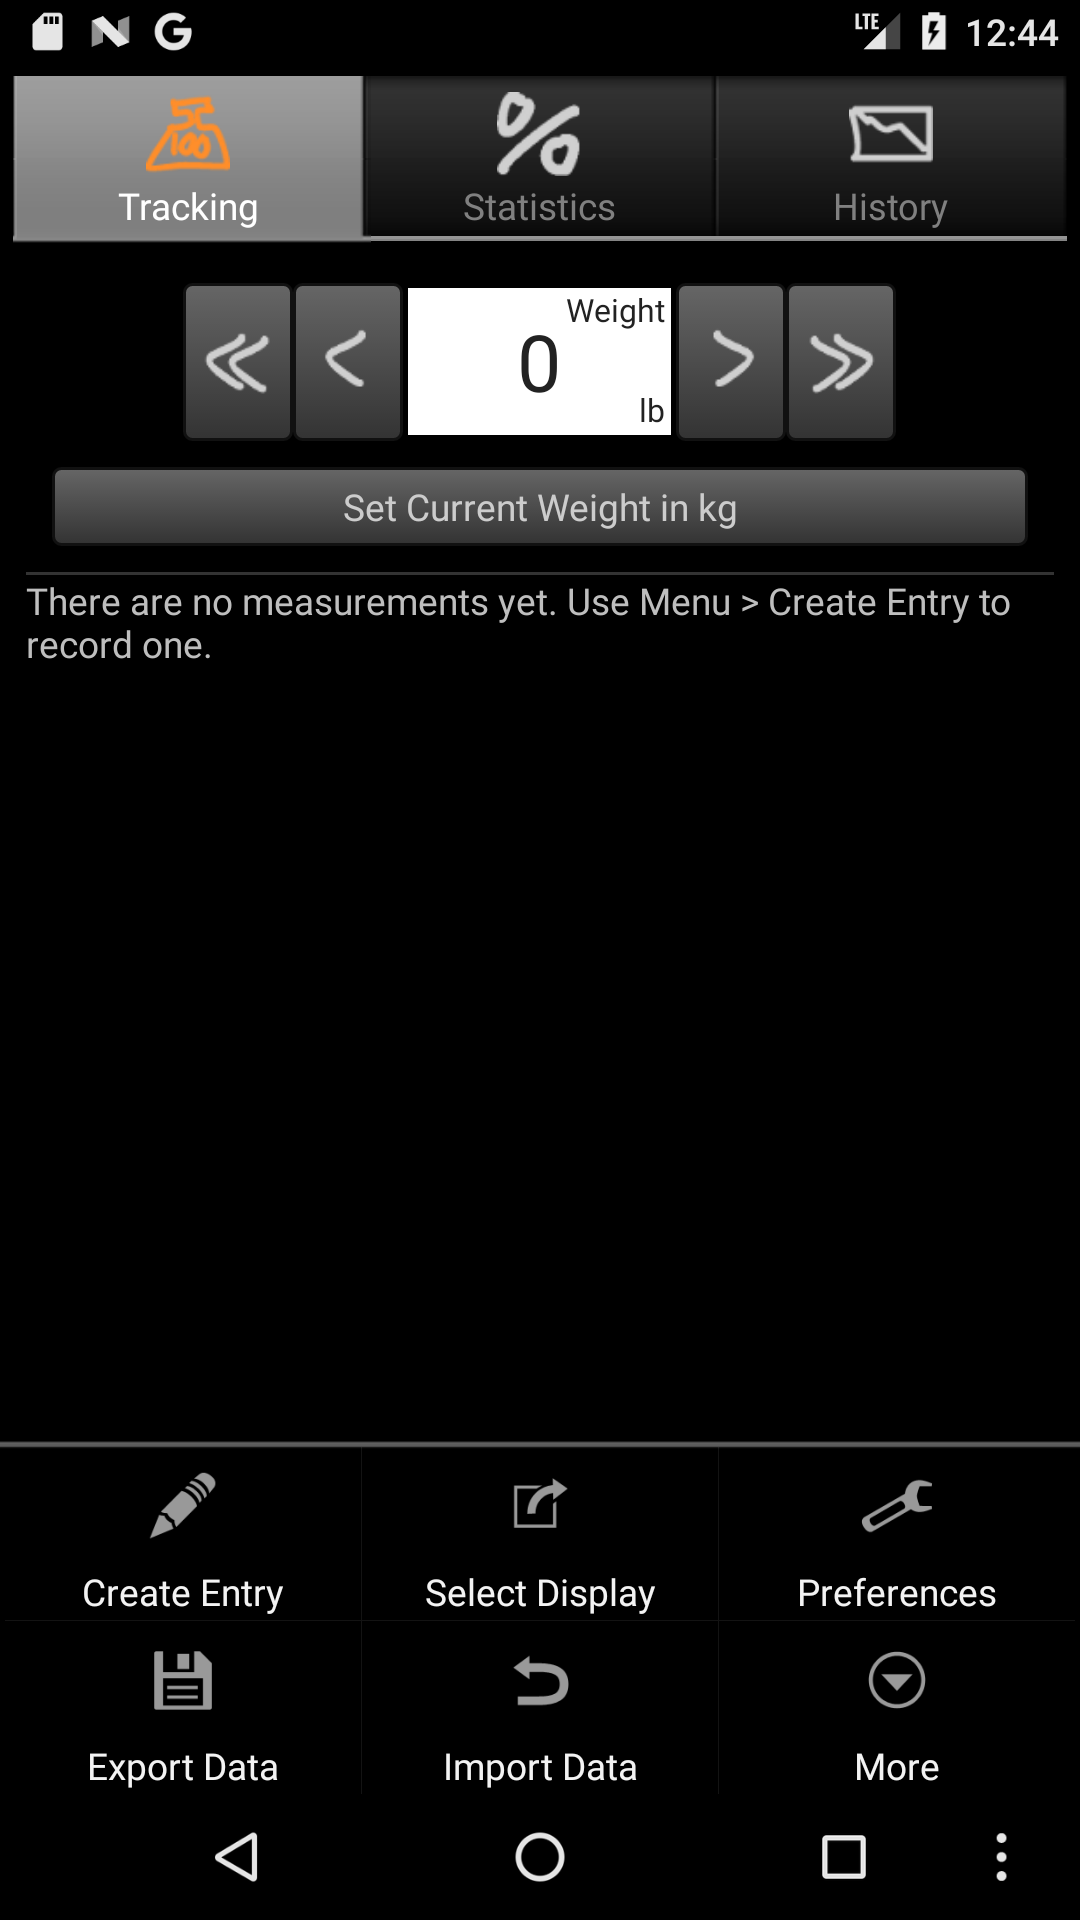 LTE 12:44
100
Tracking
Statistics
History
Weight
0
lb
Set Current Weight in kg
There are no measurements yet. Use Menu > Create Entry to
record one.
Create Entry
Select Display
Preferences
Export Data
Import Data
More